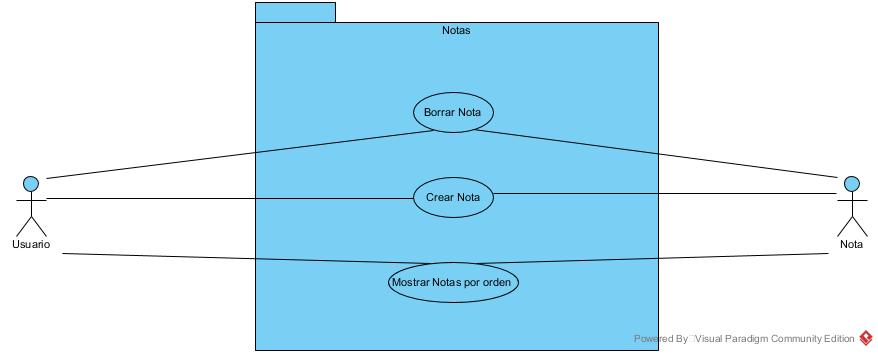 Notas
Borrar Nota
Crear Nota
Usuario
Nota
Mostrar Notas por orden
Powered By Visual Paradigm Community Edition